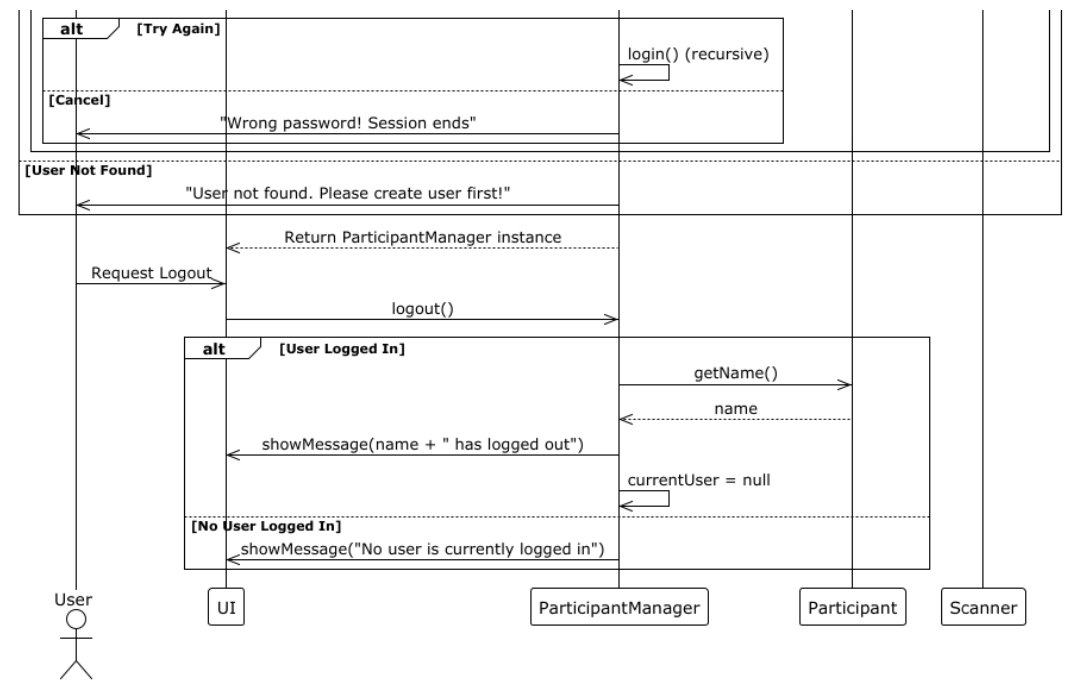 alt [Try Again]
login() (recursive)
[Cancel]
"Wrong password! Session ends"
[User Not Found]
"User not found. Please create user first!"
Return ParticipantManager instance
Request Logout
logout()
alt [User Logged In]
getName()
name
showMessage(name + " has logged out")
currentUser = null
[No User Logged In]
showMessage("No user is currently logged in")
User
UI
ParticipantManager
Participant
Scanner